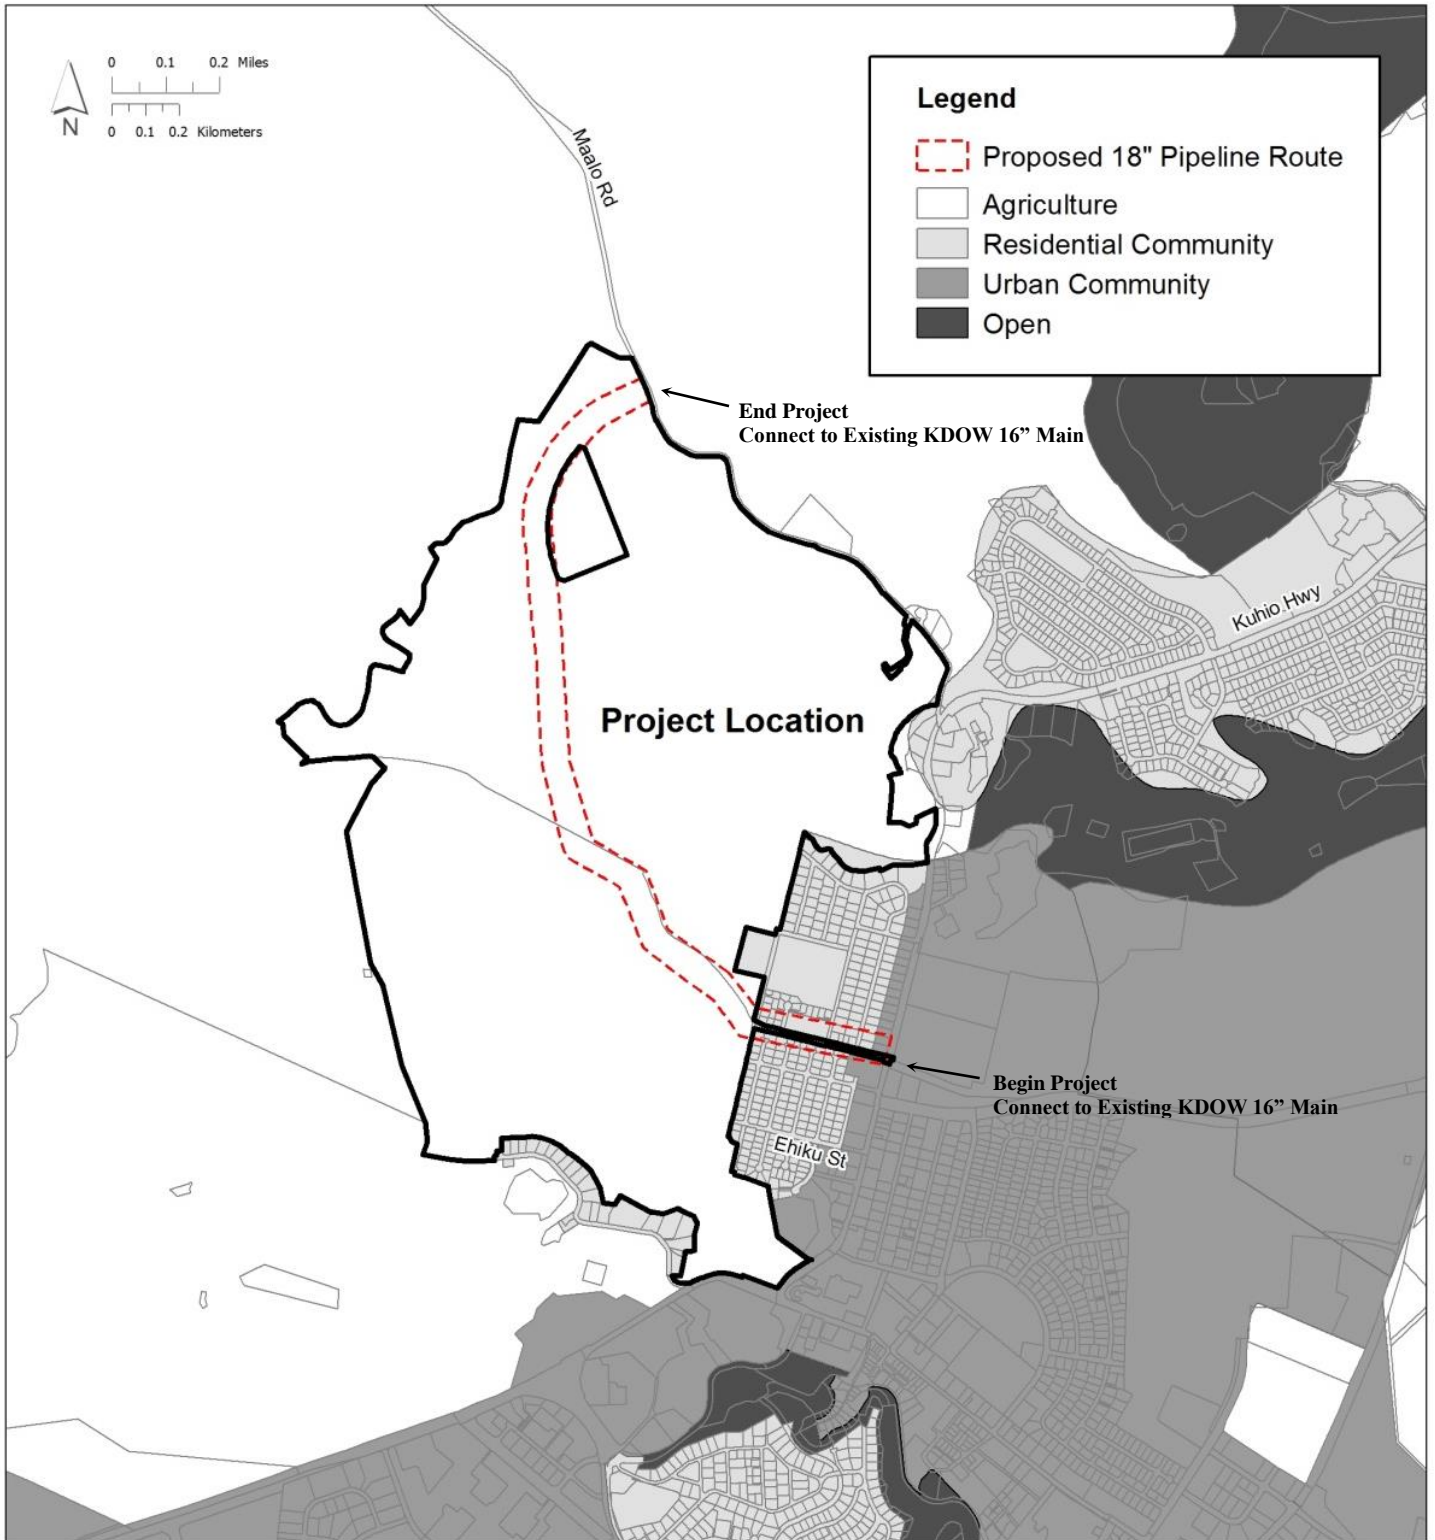 0 0.1 0.2 Miles
0 0.1 0.2 Kilometers
N
Maalo Rd
Legend
Proposed 18" Pipeline Route
Agriculture
Residential Community
Urban Community
Open
End Project
Connect to Existing KDOW 16” Main
Kuhio Hwy
Project Location
Begin Project
Connect to Existing KDOW 16” Main
Ehiku St